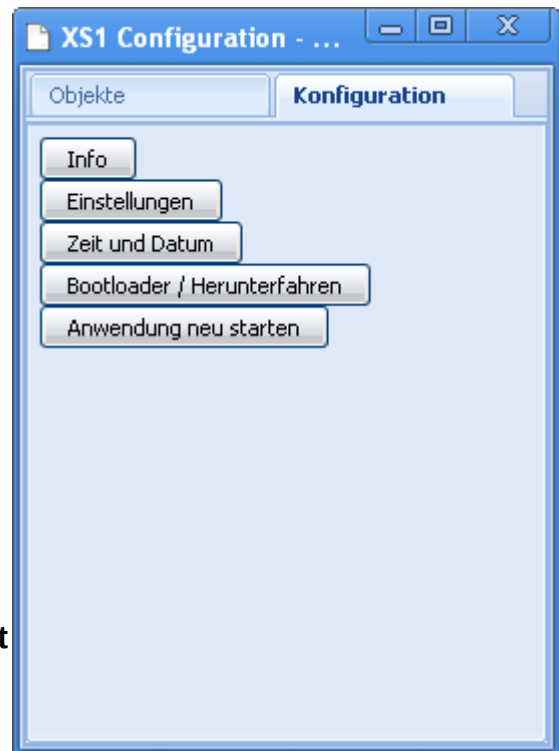 XS1 Configuration - ...
Objekte Konfiguration
Info
Einstellungen
Zeit und Datum
Bootloader / Herunterfahren
Anwendung neu starten
t